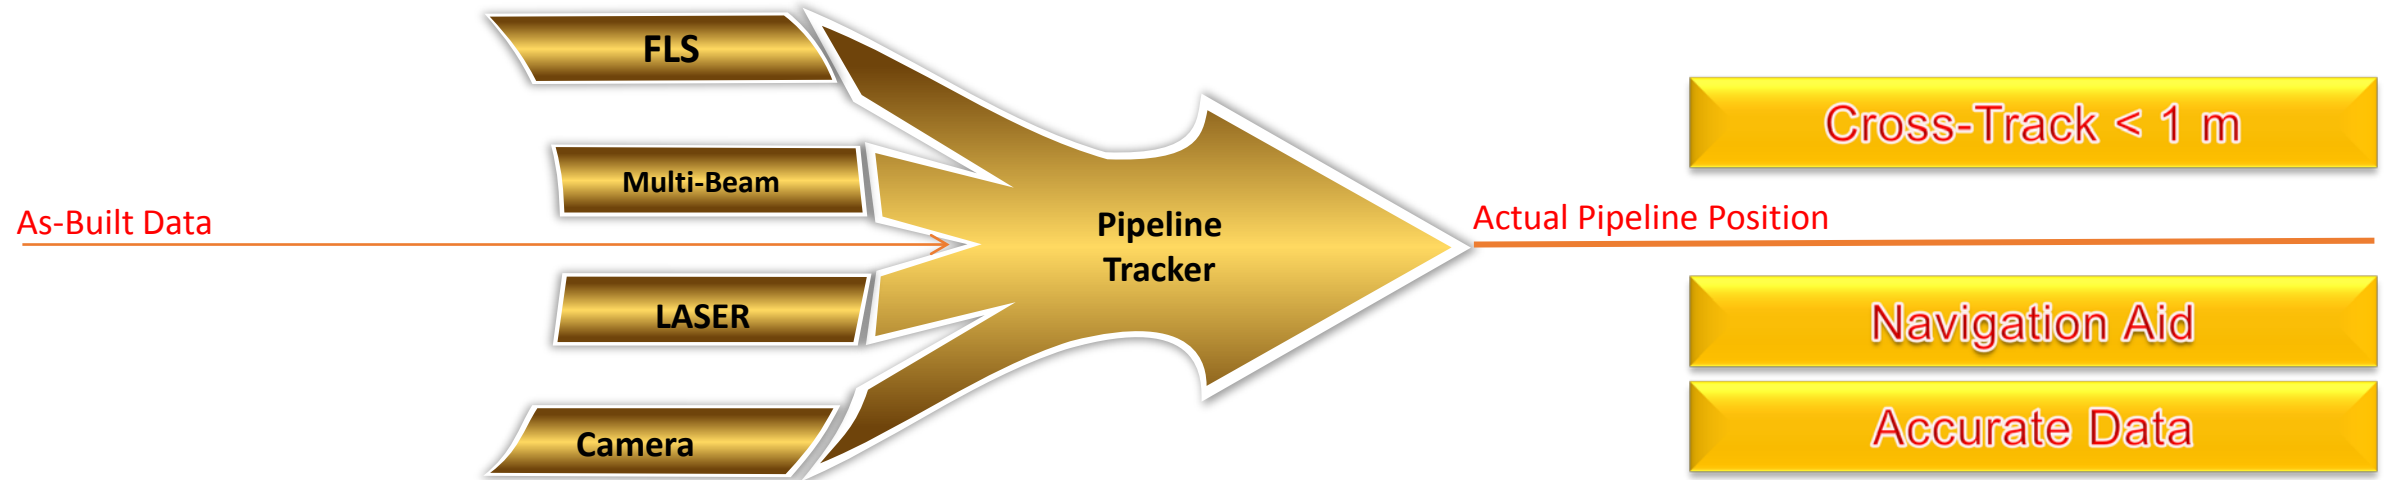 FLS
Multi-Beam
As-Built Data
LASER
Camera
Pipeline
Tracker
Cross-Track < 1 m
Actual Pipeline Position
Navigation Aid
Accurate Data